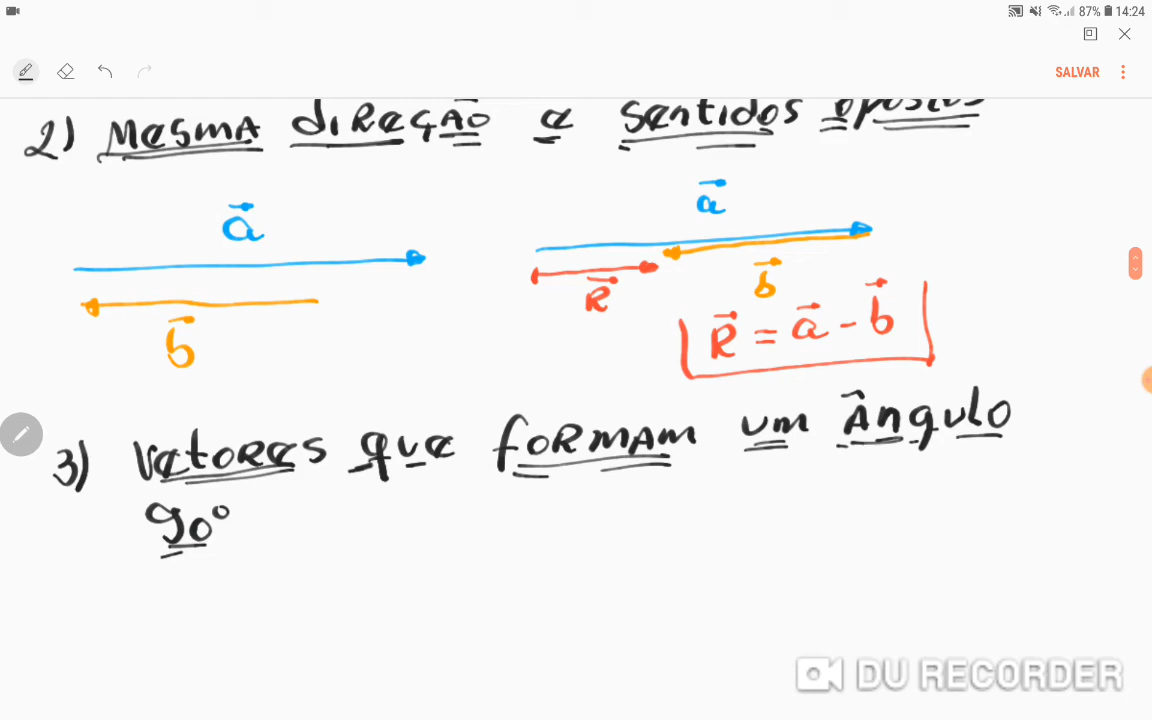 87% 14:24
SALVAR
2) Mesma direção e sentidos opostos
a⃗
a⃗
b⃗
R⃗
b⃗
R⃗ = a⃗ - b⃗
3) Vetores que formam um ângulo
90°
DU RECORDER